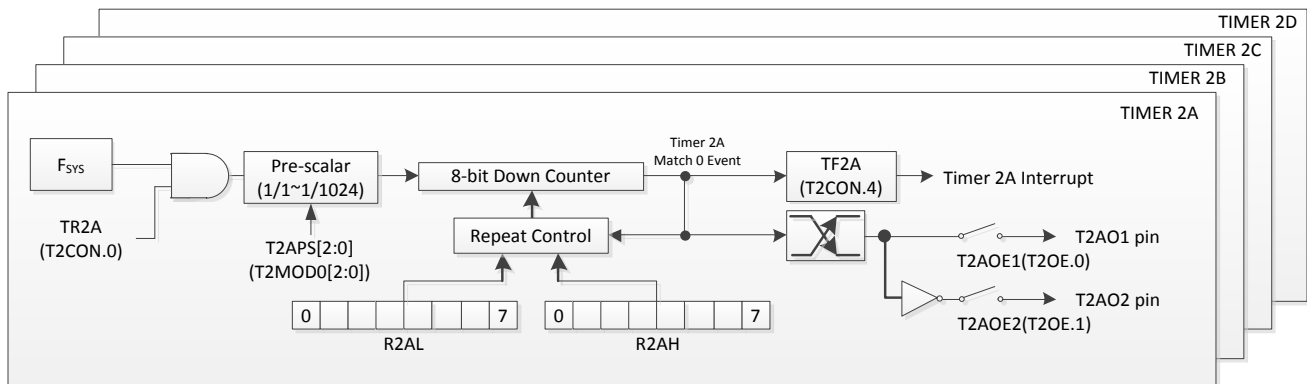 TIMER 2D
TIMER 2C
TIMER 2B
TIMER 2A
FSYS
TR2A
(T2CON.0)
Pre-scalar
(1/1~1/1024)
T2APS[2:0]
(T2MOD0[2:0])
8-bit Down Counter
Repeat Control
0 7
R2AL
0 7
R2AH
Timer 2A
Match 0 Event
TF2A
(T2CON.4)
Timer 2A Interrupt
T2AO1 pin
T2AOE1(T2OE.0)
T2AO2 pin
T2AOE2(T2OE.1)